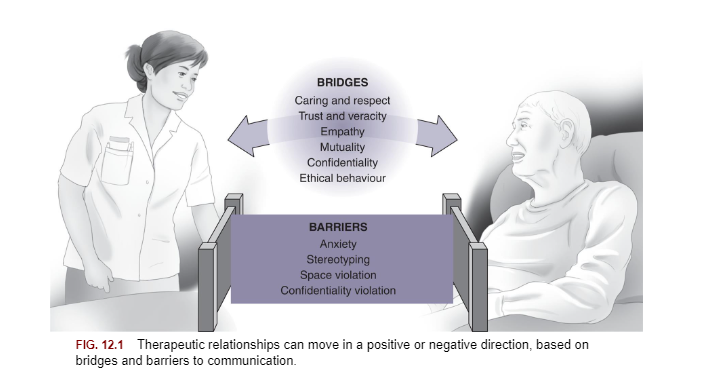 BRIDGES
Caring and respect
Trust and veracity
Empathy
Mutuality
Confidentiality
Ethical behaviour
BARRIERS
Anxiety
Stereotyping
Space violation
Confidentiality violation
FIG. 12.1 Therapeutic relationships can move in a positive or negative direction, based on
bridges and barriers to communication.